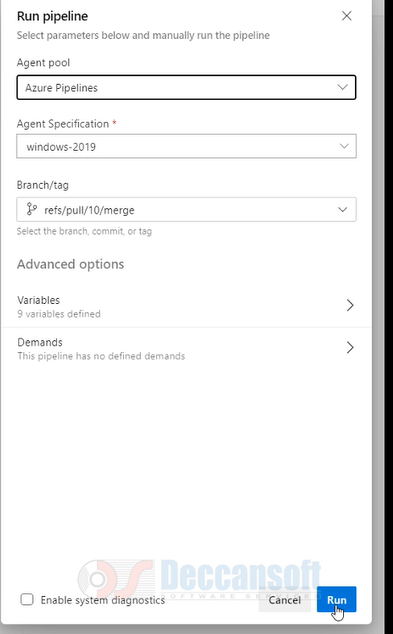 Run pipeline
Select parameters below and manually run the pipeline
Agent pool
Azure Pipelines
Agent Specification *
windows-2019
Branch/tag
refs/pull/10/merge
Select the branch, commit, or tag
Advanced options
Variables
9 variables defined
Demands
This pipeline has no defined demands
Deccansoft
SOFTWARE SERVICES
Enable system diagnostics
Cancel
Run